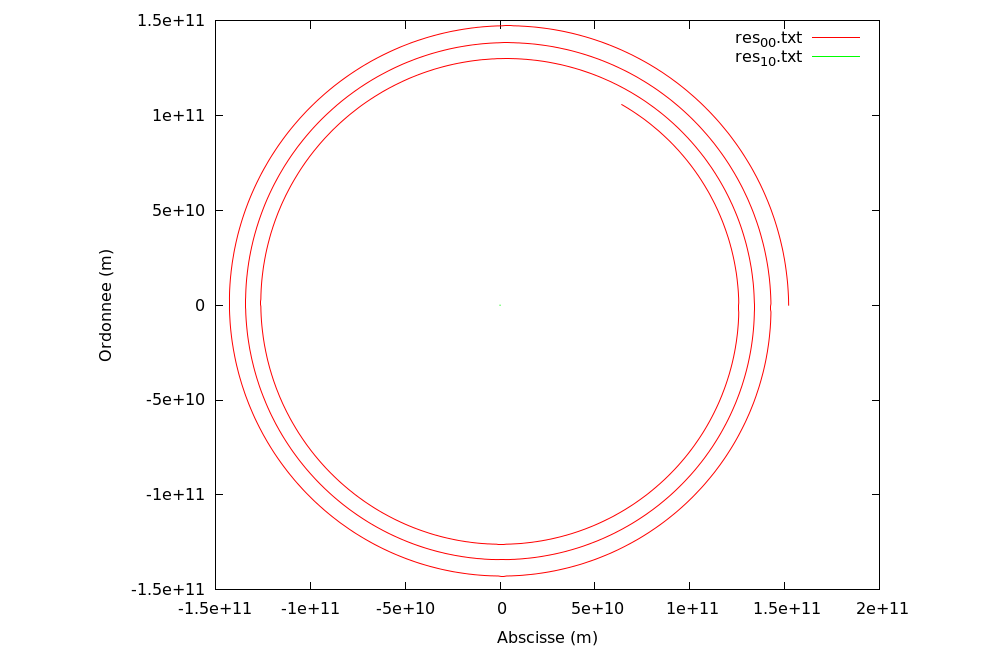 1.5e+11
res00.txt
res10.txt
1e+11
5e+10
0
-5e+10
-1e+11
-1.5e+11
Ordonnee (m)
-1.5e+11 -1e+11 -5e+10 0 5e+10 1e+11 1.5e+11 2e+11
Abscisse (m)